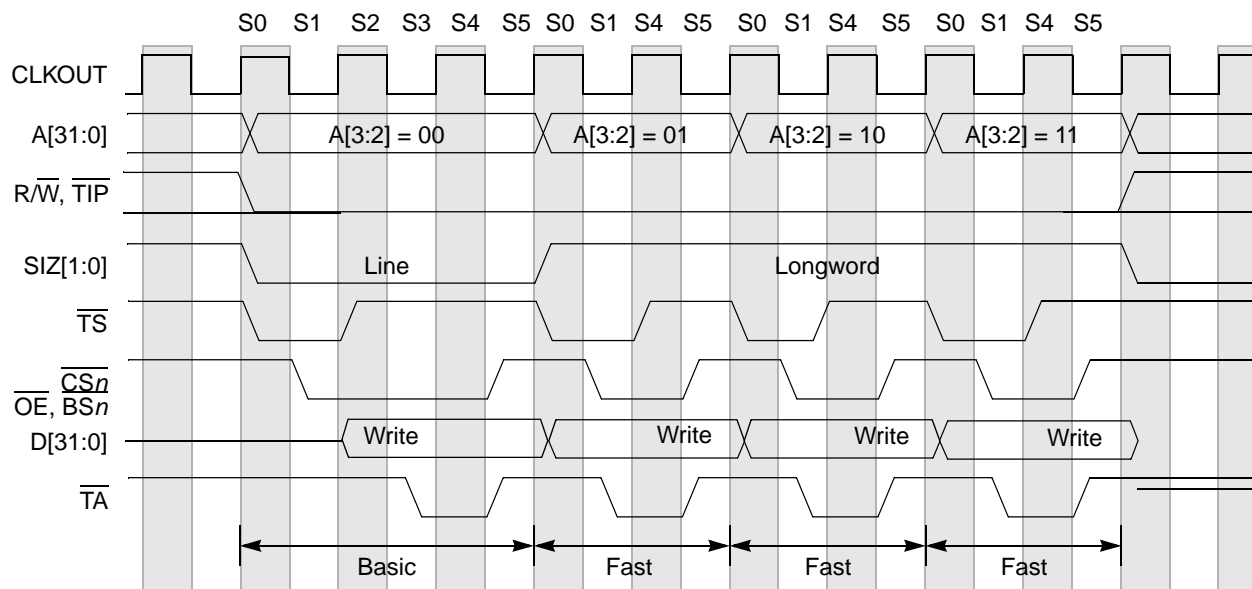 S0 S1 S2 S3 S4 S5 S0 S1 S4 S5 S0 S1 S4 S5 S0 S1 S4 S5
CLKOUT
A[31:0] A[3:2] = 00 A[3:2] = 01 A[3:2] = 10 A[3:2] = 11
R/W, TIP
SIZ[1:0] Line Longword
TS
CSn
OE, BSn
D[31:0] Write Write Write Write
TA
Basic Fast Fast Fast